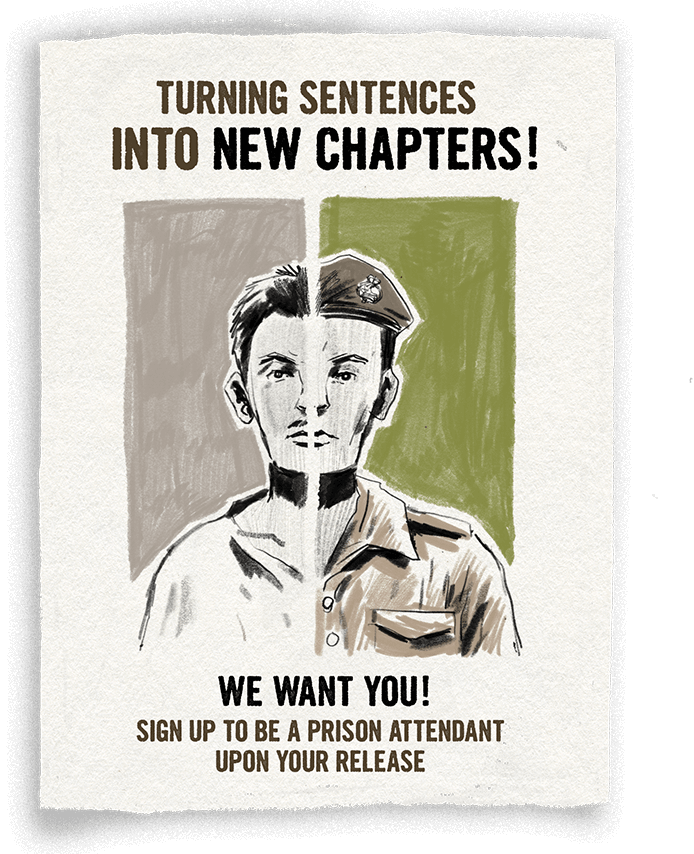 TURNING SENTENCES
INTO NEW CHAPTERS!
WE WANT YOU!
SIGN UP TO BE A PRISON ATTENDANT
UPON YOUR RELEASE